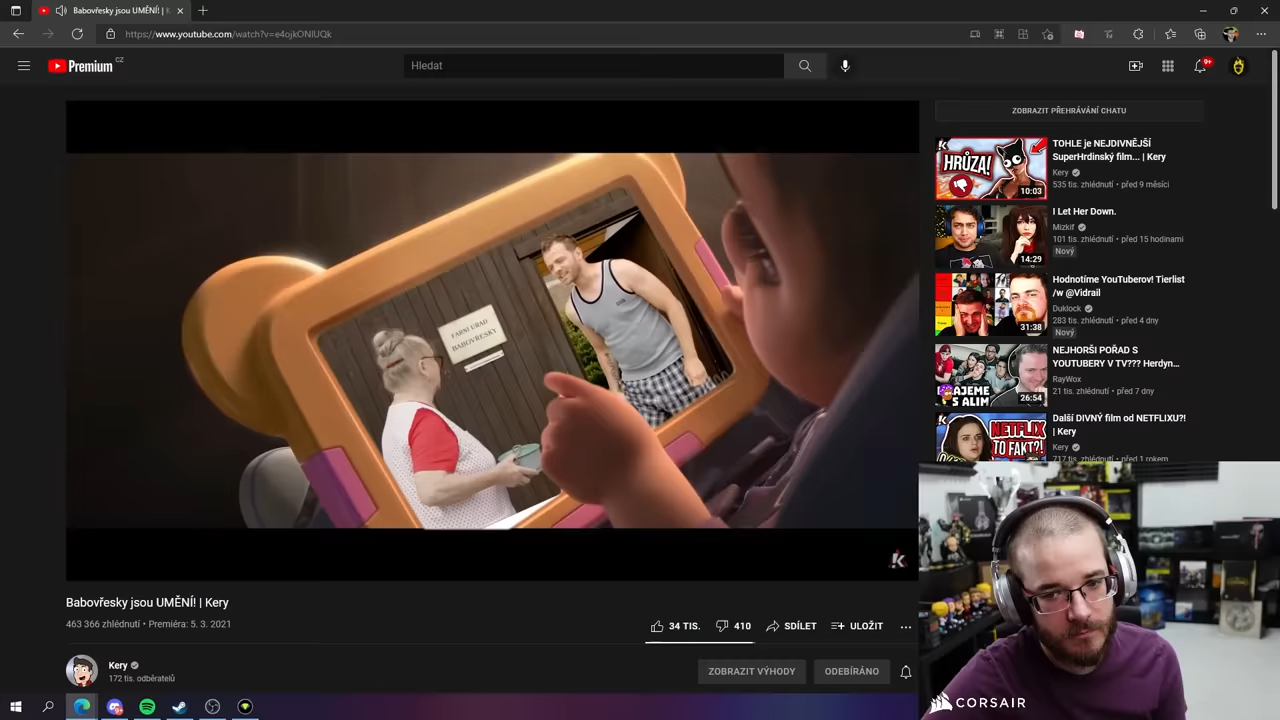 Babovřesky jsou UMĚNÍ! | K
https://www.youtube.com/watch?v=e4ojkONlUQk
Premium CZ
Hledat
9+
FARNÍ ÚŘAD
BABOVŘESKY
Babovřesky jsou UMĚNÍ! | Kery
463 366 zhlédnutí • Premiéra: 5. 3. 2021
34 TIS.
410
SDÍLET
ULOŽIT
Kery
172 tis. odběratelů
ZOBRAZIT VÝHODY
ODEBÍRÁNO
ZOBRAZIT PŘEHRÁVÁNÍ CHATU
HRŮZA!
10:03
TOHLE je NEJDIVNĚJŠÍ
SuperHrdinský film... | Kery
Kery
535 tis. zhlédnutí • před 9 měsíci
14:29
I Let Her Down.
Mizkif
101 tis. zhlédnutí • před 15 hodinami
Nový
31:38
Hodnotíme YouTuberov! Tierlist
/w @Vidrail
Duklock
283 tis. zhlédnutí • před 4 dny
Nový
26:54
NEJHORŠI POŘAD S
YOUTUBERY V TV??? Herdyn...
RayWox
21 tis. zhlédnutí • před 7 dny
NETFLIX
TO FAKT?!
Další DIVNÝ film od NETFLIXU?!
| Kery
Kery
717 tis. zhlédnutí • před 1 rokem
CORSAIR